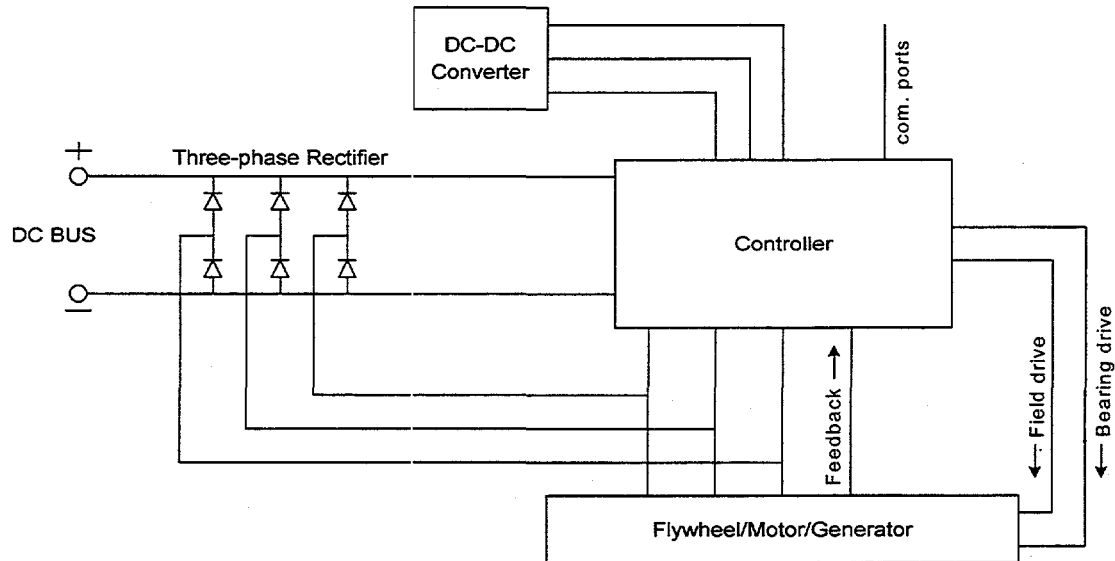 DC-DC
Converter
com. ports
+
Three-phase Rectifier
DC BUS
Controller
−
Feedback →
← Field drive
← Bearing drive
Flywheel/Motor/Generator